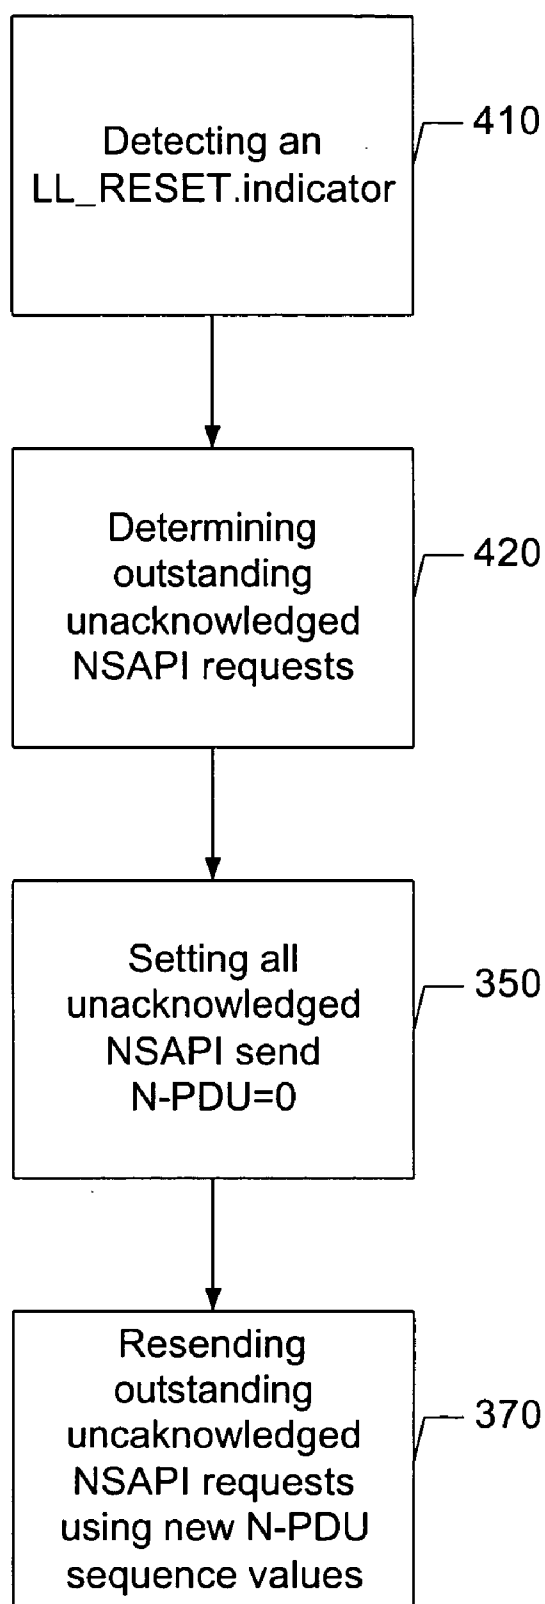 Detecting an
LL_RESET.indicator
410
Determining
outstanding
unacknowledged
NSAPI requests
420
Setting all
unacknowledged
NSAPI send
N-PDU=0
350
Resending
outstanding
uncaknowledged
NSAPI requests
using new N-PDU
sequence values
370